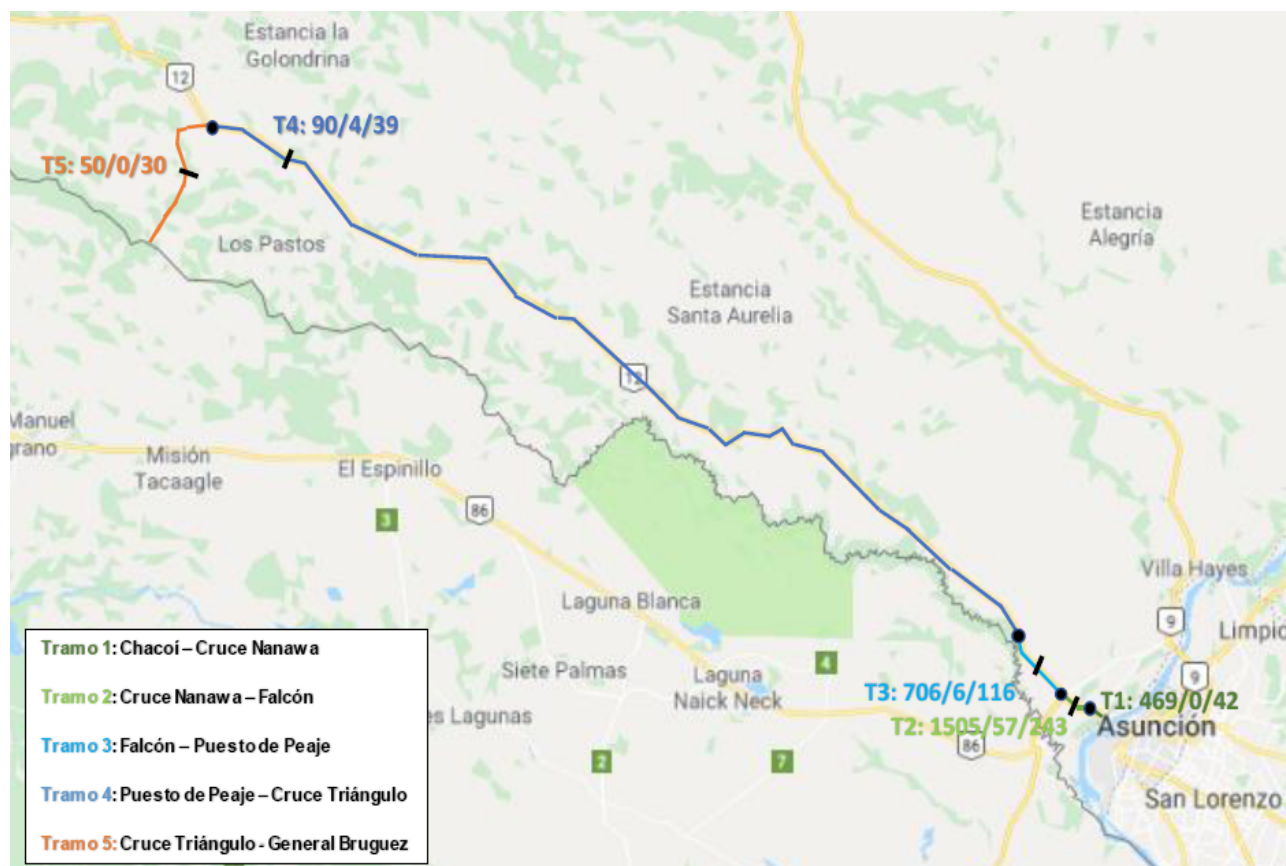 Estancia la
Golondrina
12
T4: 90/4/39
T5: 50/0/30
Los Pastos
Estancia
Alegría
Estancia
Santa Aurelia
12
Manuel
grano
Misión
Tacaagle
El Espinillo
3
86
Villa Hayes
Laguna Blanca
9
Limpio
Siete Palmas
4
Laguna
Naick Neck
9
T3: 706/6/116
T1: 469/0/42
es Lagunas
T2: 1505/57/243
Asunción
86
2
7
San Lorenzo
Tramo 1: Chacoí – Cruce Nanawa
Tramo 2: Cruce Nanawa – Falcón
Tramo 3: Falcón – Puesto de Peaje
Tramo 4: Puesto de Peaje – Cruce Triángulo
Tramo 5: Cruce Triángulo - General Bruguez